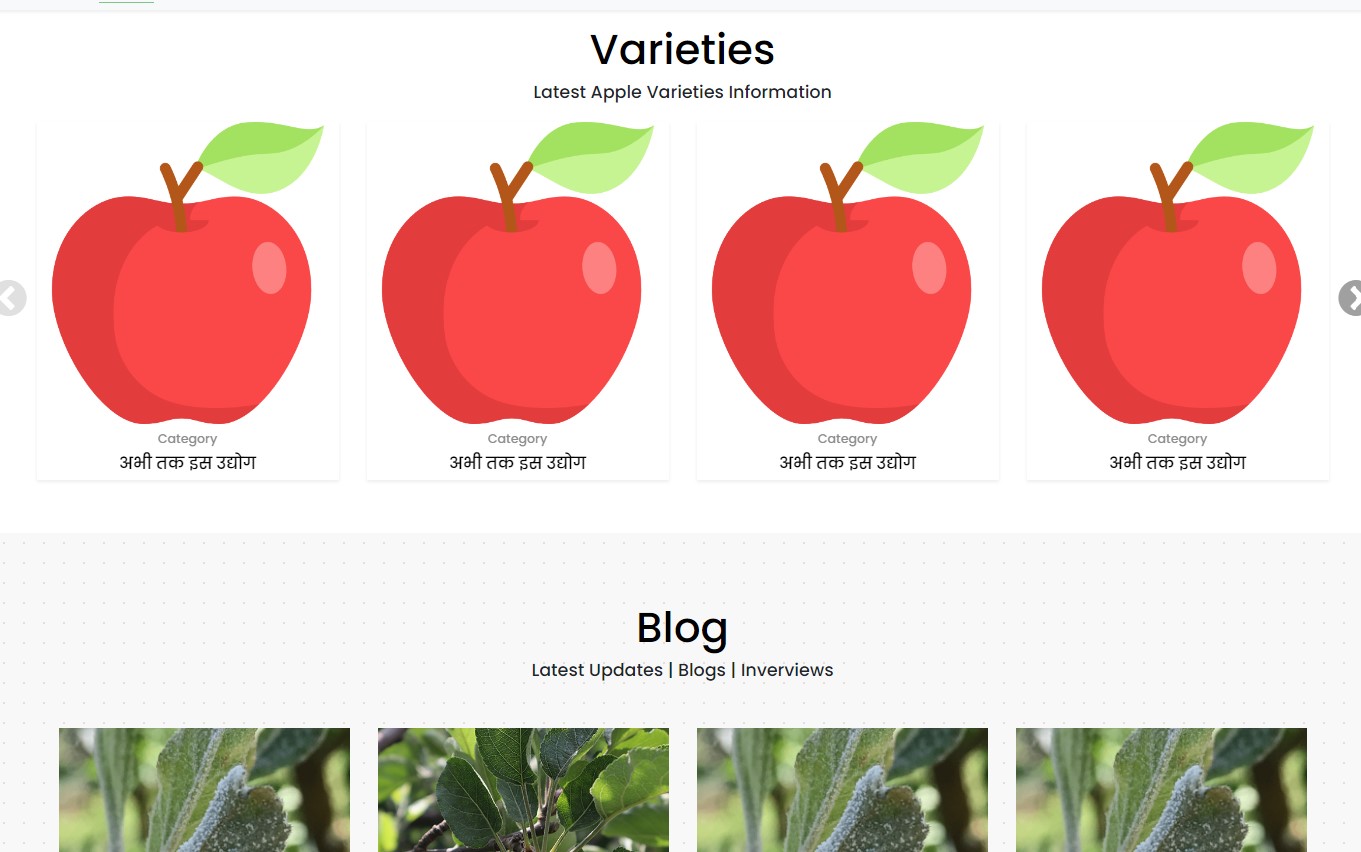 Varieties
Latest Apple Varieties Information
Category
अभी तक इस उद्योग
Category
अभी तक इस उद्योग
Category
अभी तक इस उद्योग
Category
अभी तक इस उद्योग
Blog
Latest Updates | Blogs | Inverviews